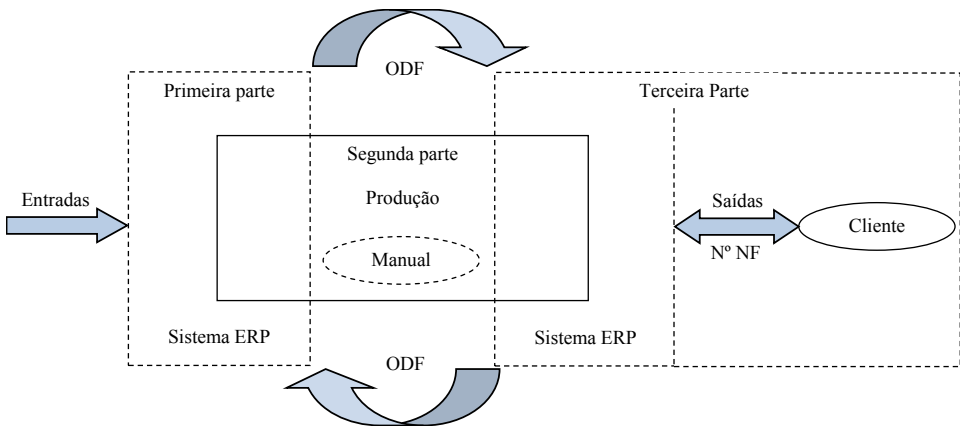 ODF
Primeira parte
Terceira Parte
Segunda parte
Produção
Manual
Entradas
Saídas
Nº NF
Cliente
Sistema ERP
Sistema ERP
ODF